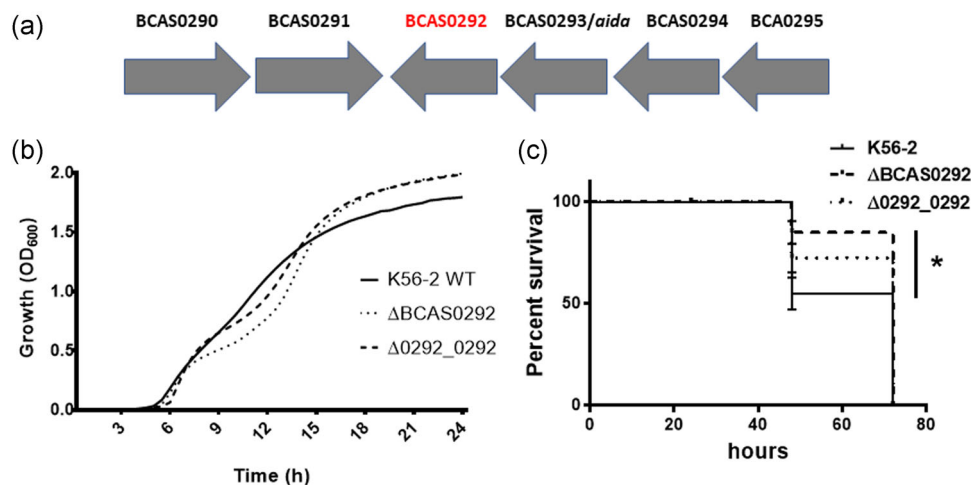 (a)
BCAS0290 BCAS0291 BCAS0292 BCAS0293/aida BCAS0294 BCA0295
(b)
2.0
1.5
1.0
0.5
0.0
Growth (OD600)
3 6 9 12 15 18 21 24
Time (h)
K56-2 WT
ΔBCAS0292
Δ0292_0292
(c)
K56-2
ΔBCAS0292
Δ0292_0292
100
50
0
Percent survival
*
0 20 40 60 80
hours